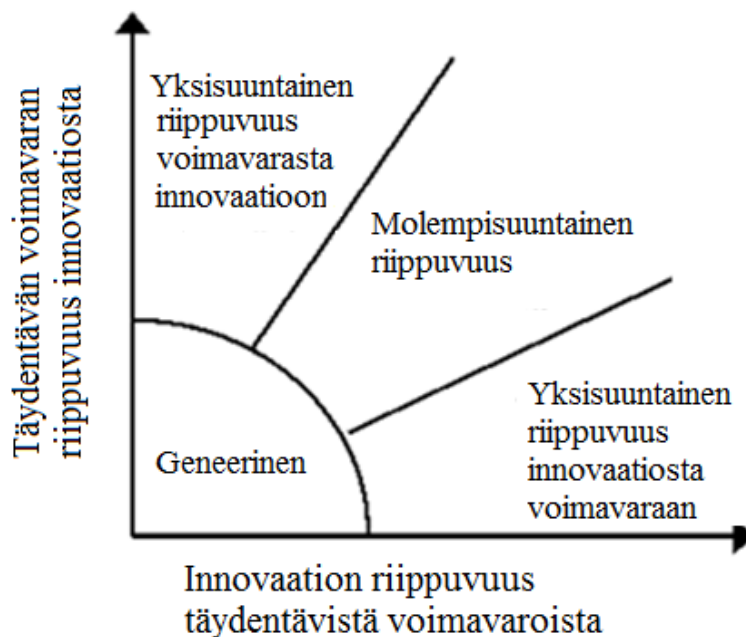 Täydentävän voimavaran
riippuvuus innovaatiosta
Yksisuuntainen
riippuvuus
voimavarasta
innovaatioon
Molempisuuntainen
riippuvuus
Geneerinen
Yksisuuntainen
riippuvuus
innovaatiosta
voimavaraan
Innovaation riippuvuus
täydentävistä voimavaroista